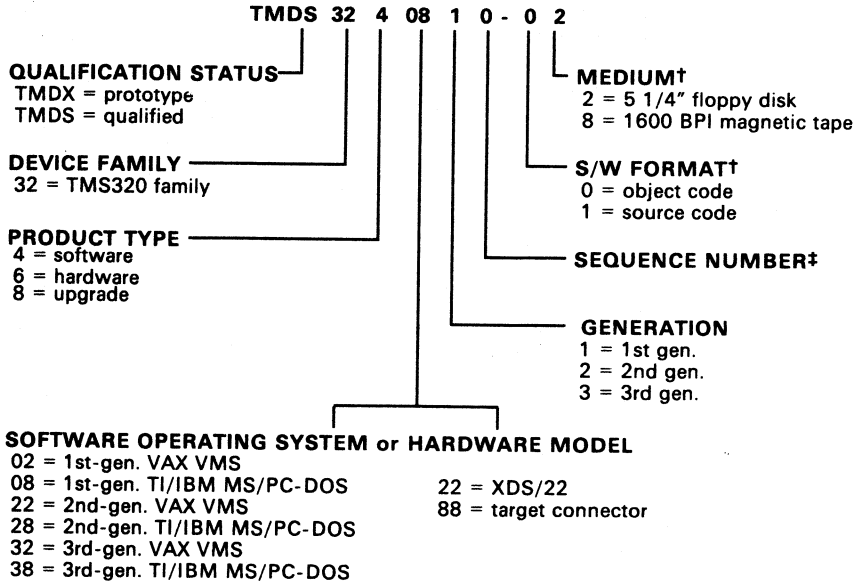 TMDS 32 4 08 1 0 - 0 2
QUALIFICATION STATUS
TMDX = prototype
TMDS = qualified
DEVICE FAMILY
32 = TMS320 family
PRODUCT TYPE
4 = software
6 = hardware
8 = upgrade
MEDIUM†
2 = 5 1/4" floppy disk
8 = 1600 BPI magnetic tape
S/W FORMAT†
0 = object code
1 = source code
SEQUENCE NUMBER‡
GENERATION
1 = 1st gen.
2 = 2nd gen.
3 = 3rd gen.
SOFTWARE OPERATING SYSTEM or HARDWARE MODEL
02 = 1st-gen. VAX VMS
08 = 1st-gen. TI/IBM MS/PC-DOS
22 = 2nd-gen. VAX VMS
28 = 2nd-gen. TI/IBM MS/PC-DOS
32 = 3rd-gen. VAX VMS
38 = 3rd-gen. TI/IBM MS/PC-DOS
22 = XDS/22
88 = target connector